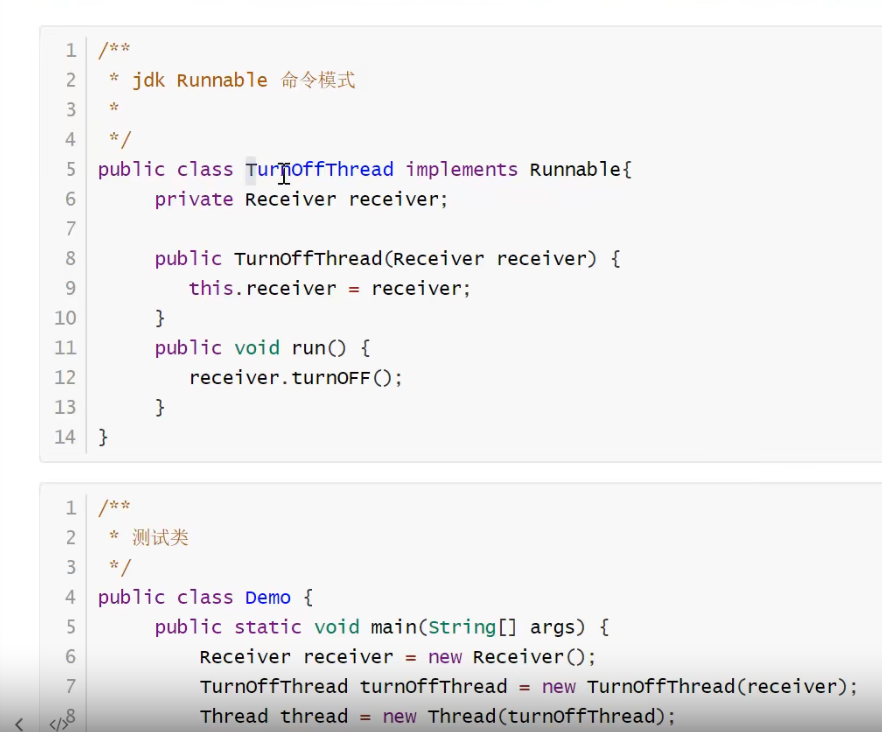 1 /**
2 * jdk Runnable 命令模式
3 *
4 */
5 public class TurnOffThread implements Runnable{
6 private Receiver receiver;
7
8 public TurnOffThread(Receiver receiver) {
9 this.receiver = receiver;
10 }
11 public void run() {
12 receiver.turnOFF();
13 }
14 }
1 /**
2 * 测试类
3 */
4 public class Demo {
5 public static void main(String[] args) {
6 Receiver receiver = new Receiver();
7 TurnOffThread turnOffThread = new TurnOffThread(receiver);
8 Thread thread = new Thread(turnOffThread);